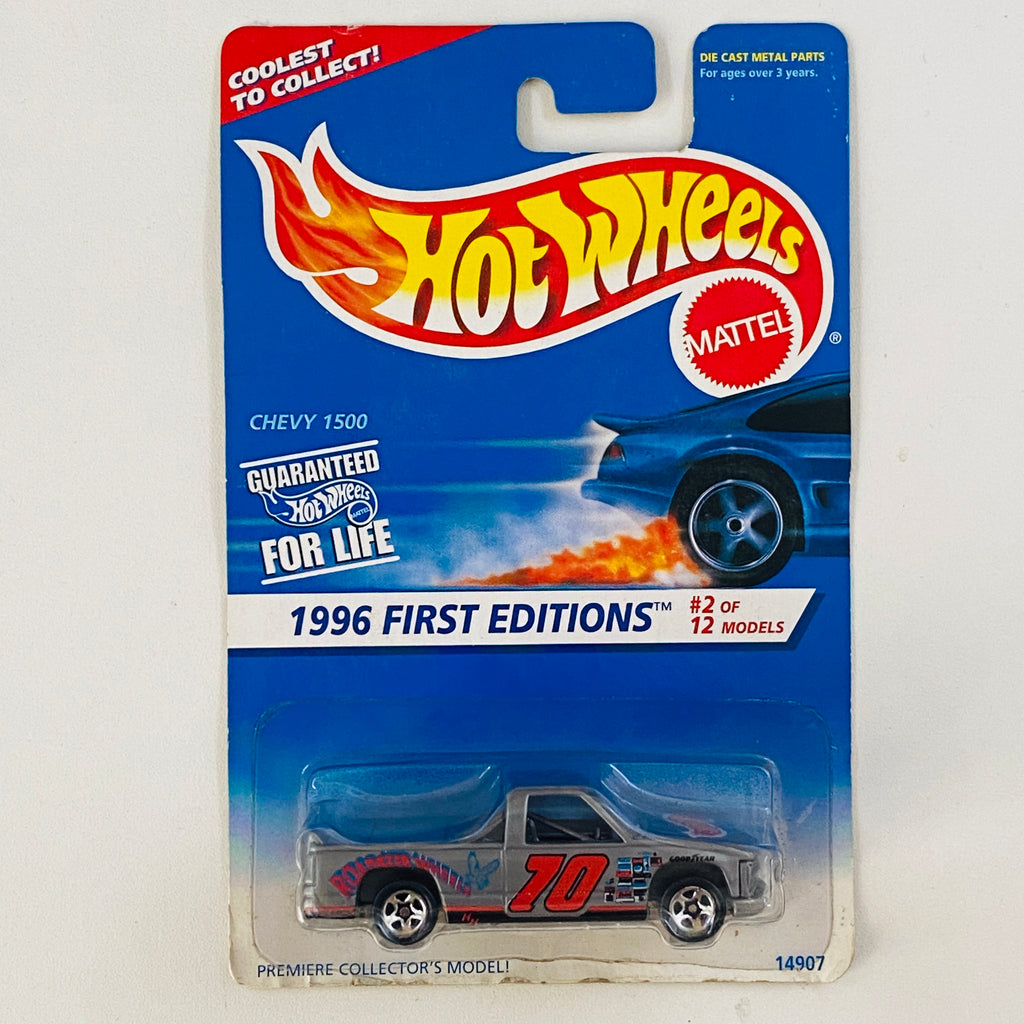 COOLEST
TO COLLECT!
DIE CAST METAL PARTS
For ages over 3 years.
HOT WHEELS
MATTEL
®
CHEVY 1500
GUARANTEED
HOT WHEELS
MATTEL
FOR LIFE
1996 FIRST EDITIONS™
#2 OF
12 MODELS
70
GOODYEAR
PREMIERE COLLECTOR'S MODEL!
14907